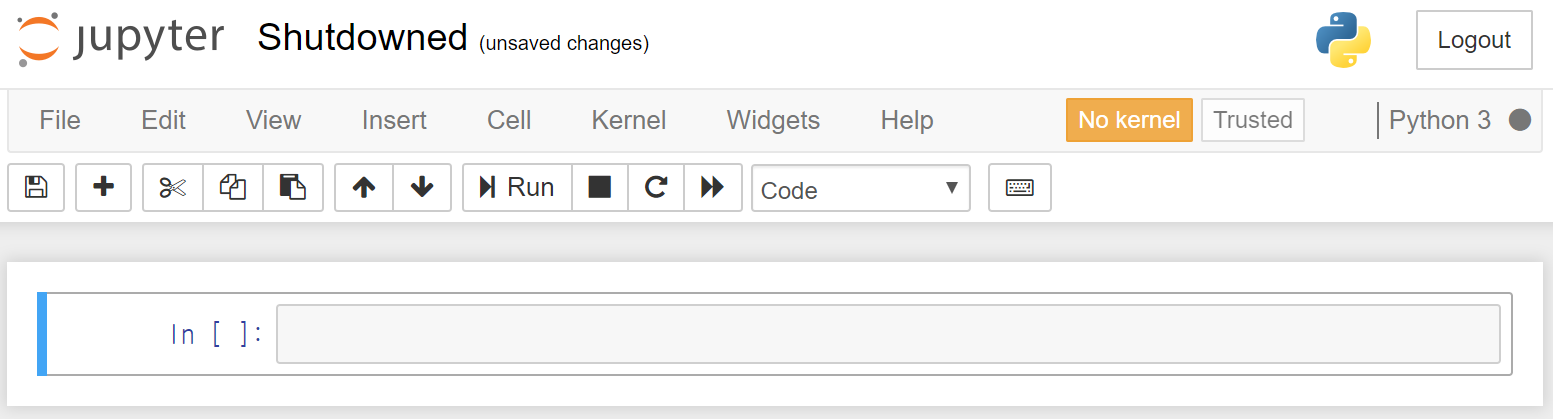 jupyter Shutdowned (unsaved changes) Logout
File Edit View Insert Cell Kernel Widgets Help No kernel Trusted Python 3
Run Code
In [ ]: